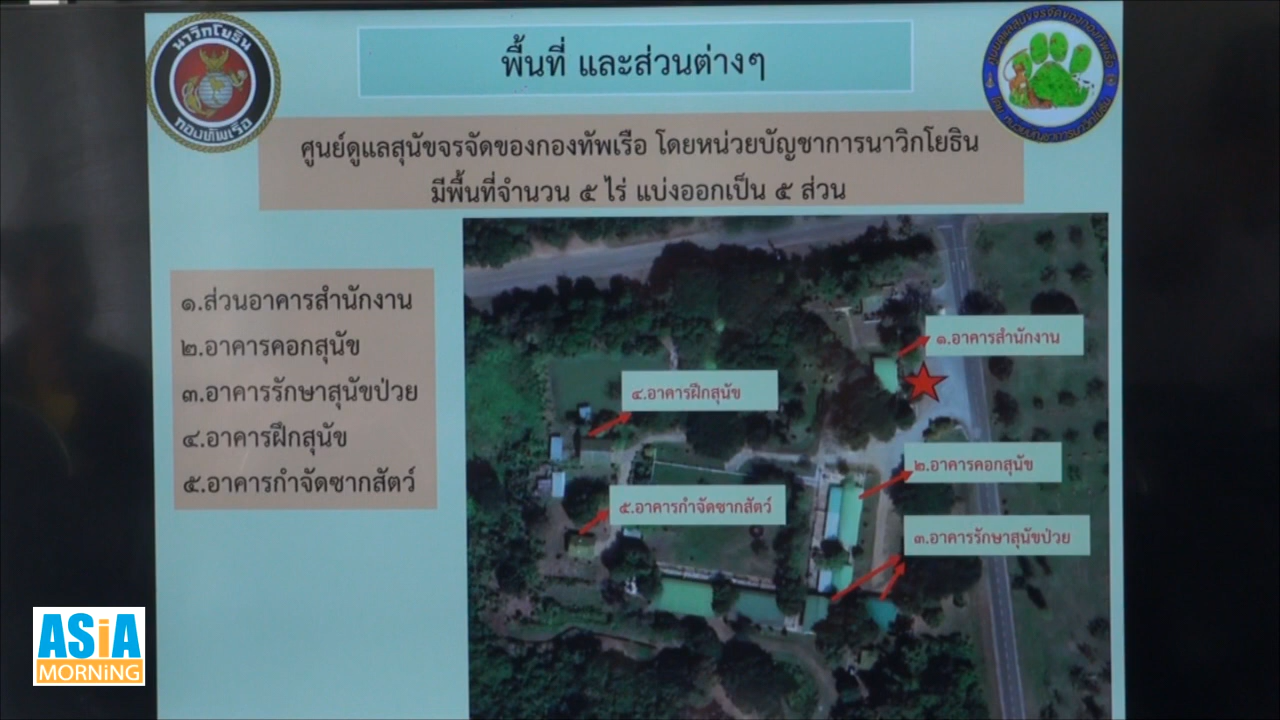 นาวิกโยธิน
กองทัพเรือ
พื้นที่ และส่วนต่างๆ
ศูนย์ดูแลสุนัขจรจัดของกองทัพเรือ โดยหน่วยบัญชาการนาวิกโยธิน
มีพื้นที่จำนวน ๕ ไร่ แบ่งออกเป็น ๕ ส่วน
๑.ส่วนอาคารสำนักงาน
๒.อาคารคอกสุนัข
๓.อาคารรักษาสุนัขป่วย
๔.อาคารฝึกสุนัข
๕.อาคารกำจัดซากสัตว์
๑.อาคารสำนักงาน
๔.อาคารฝึกสุนัข
๒.อาคารคอกสุนัข
๕.อาคารกำจัดซากสัตว์
๓.อาคารรักษาสุนัขป่วย
ASiA
MORNiNG